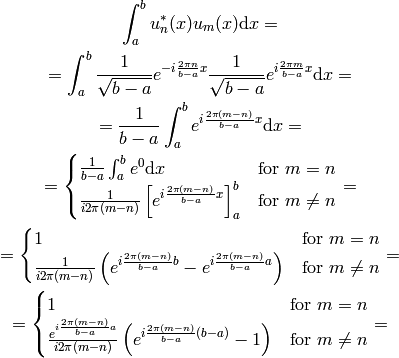 \int_a^b u_n^*(x) u_m(x) \mathrm{d}x =
= \int_a^b \frac{1}{\sqrt{b-a}} e^{-i\frac{2\pi n}{b-a}x} \frac{1}{\sqrt{b-a}} e^{i\frac{2\pi m}{b-a}x} \mathrm{d}x =
= \frac{1}{b-a} \int_a^b e^{i\frac{2\pi(m-n)}{b-a}x} \mathrm{d}x =
= \begin{cases} \frac{1}{b-a} \int_a^b e^0 \mathrm{d}x & \text{for } m = n \\ \frac{1}{i2\pi(m-n)} \left[ e^{i\frac{2\pi(m-n)}{b-a}x} \right]_a^b & \text{for } m \neq n \end{cases} =
= \begin{cases} 1 & \text{for } m = n \\ \frac{1}{i2\pi(m-n)} \left( e^{i\frac{2\pi(m-n)}{b-a}b} - e^{i\frac{2\pi(m-n)}{b-a}a} \right) & \text{for } m \neq n \end{cases} =
= \begin{cases} 1 & \text{for } m = n \\ \frac{e^{i\frac{2\pi(m-n)}{b-a}a}}{i2\pi(m-n)} \left( e^{i\frac{2\pi(m-n)}{b-a}(b-a)} - 1 \right) & \text{for } m \neq n \end{cases} =